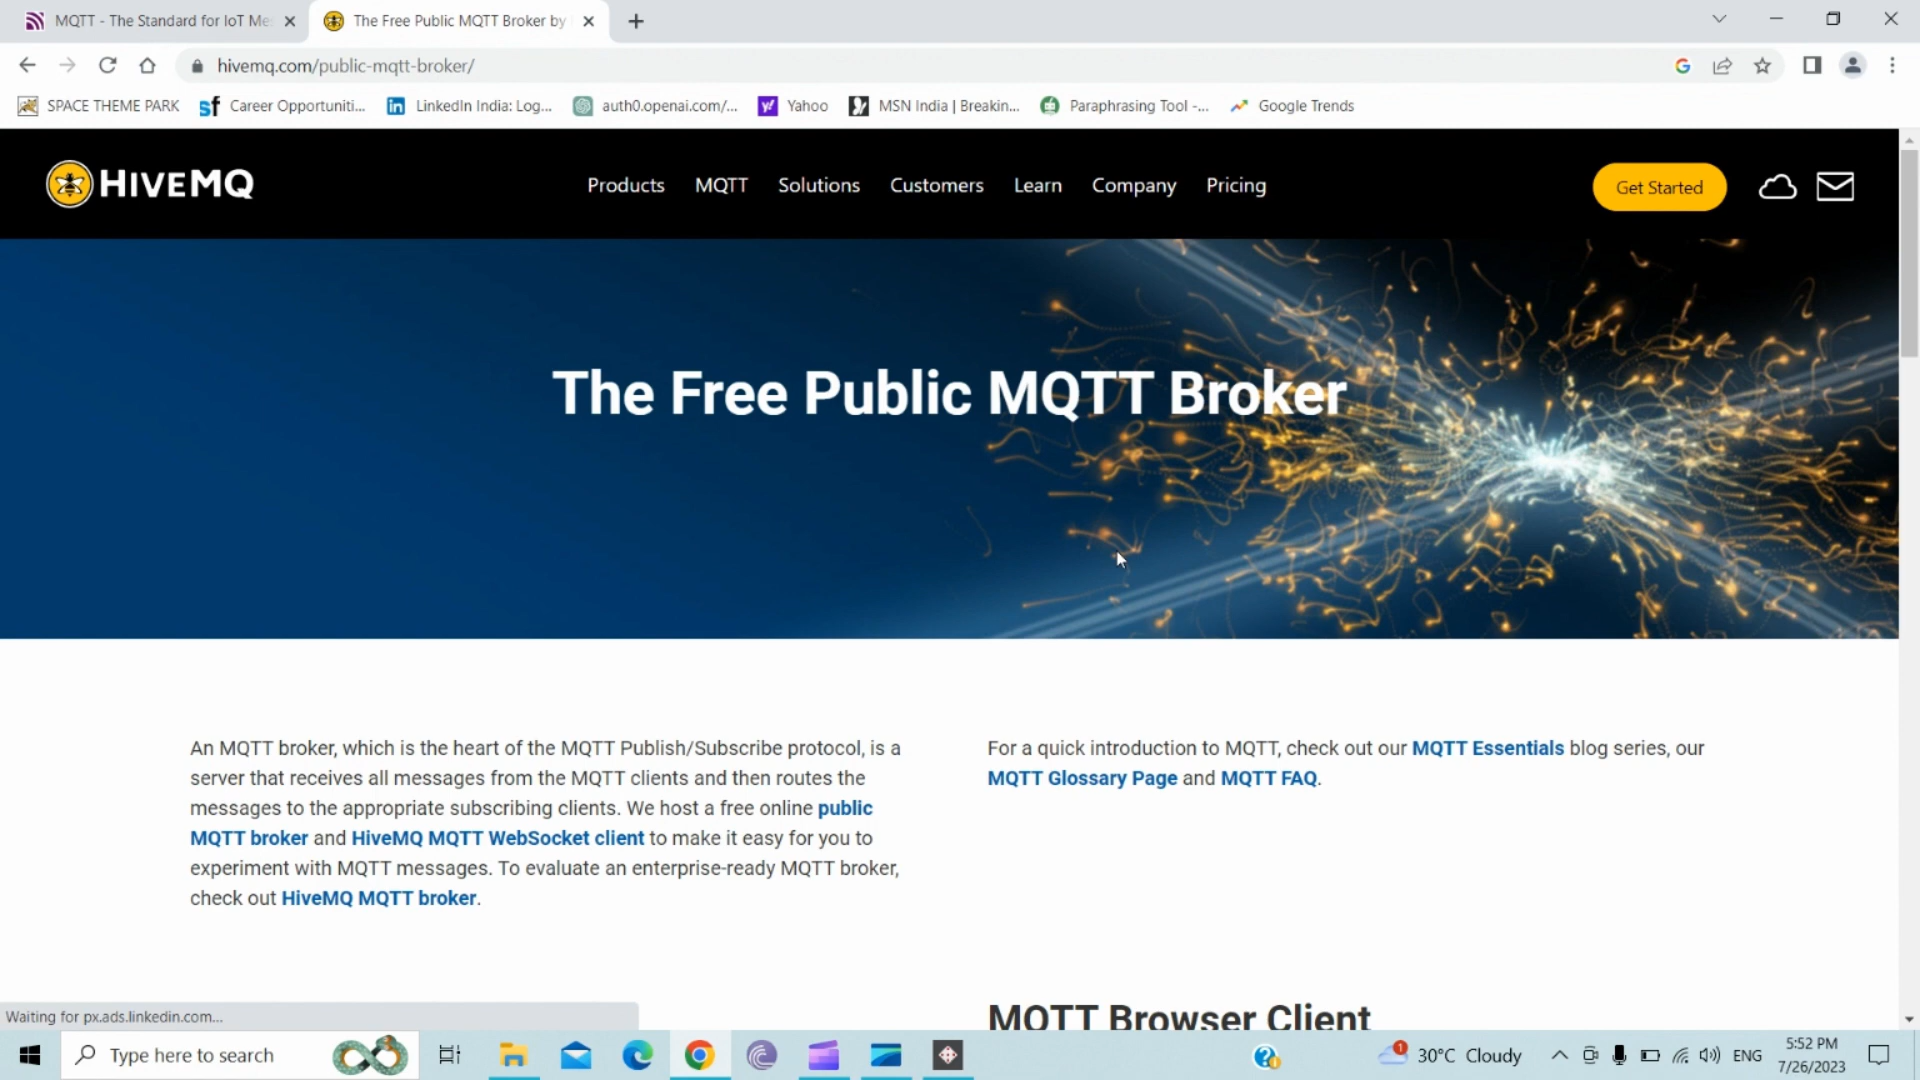 MQTT - The Standard for IoT Me
The Free Public MQTT Broker by
hivemq.com/public-mqtt-broker/
SPACE THEME PARK
Career Opportuniti...
LinkedIn India: Log...
auth0.openai.com/...
Yahoo
MSN India | Breakin...
Paraphrasing Tool -...
Google Trends
HIVEMQ
Products
MQTT
Solutions
Customers
Learn
Company
Pricing
Get Started
The Free Public MQTT Broker
An MQTT broker, which is the heart of the MQTT Publish/Subscribe protocol, is a
server that receives all messages from the MQTT clients and then routes the
messages to the appropriate subscribing clients. We host a free online public
MQTT broker and HiveMQ MQTT WebSocket client to make it easy for you to
experiment with MQTT messages. To evaluate an enterprise-ready MQTT broker,
check out HiveMQ MQTT broker.
For a quick introduction to MQTT, check out our MQTT Essentials blog series, our
MQTT Glossary Page and MQTT FAQ.
MQTT Browser Client
Waiting for px.ads.linkedin.com...
Type here to search
1
30°C Cloudy
ENG
5:52 PM
7/26/2023